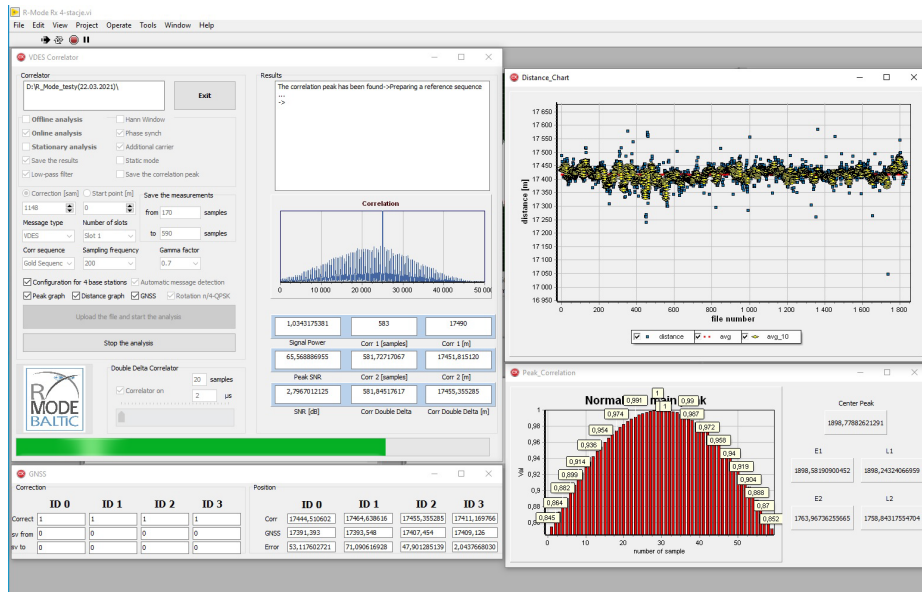 R-Mode Rx 4-stacje.vi
File Edit View Project Operate Tools Window Help
VDES Correlator
Correlator
D:\R_Mode_testy(22.03.2021)\
Exit
Offline analysis
Hann Window
Online analysis
Phase synch
Stationary analysis
Additional carrier
Save the results
Static mode
Low-pass filter
Save the correlation peak
Correction [sam]
Start point [m]
Save the measurements
1148
0
from 170 samples
Message type
Number of slots
VDES
Slot 1
to 590 samples
Corr sequence
Sampling frequency
Gamma factor
Gold Sequenc
200
0.7
Configuration for 4 base stations
Automatic message detection
Peak graph
Distance graph
GNSS
Rotation π/4-QPSK
Upload the file and start the analysis
Stop the analysis
R MODE BALTIC
Double Delta Correlator
20 samples
Correlator on
2 µs
Results
The correlation peak has been found->Preparing a reference sequence
...
->
Correlation
0 10 000 20 000 30 000 40 000 50 000
1,0343175381 583 17490
Signal Power Corr 1 [samples] Corr 1 [m]
65,568886955 581,72717067 17451,815120
Peak SNR Corr 2 [samples] Corr 2 [m]
2,7967012125 581,84517617 17455,355285
SNR [dB] Corr Double Delta Corr Double Delta [m]
GNSS
Correction
ID 0 ID 1 ID 2 ID 3
Correct 1 1 1 1
sv from 0 0 0 0
sv to 0 0 0 0
Position
ID 0 ID 1 ID 2 ID 3
Corr 17444,510602 17464,638616 17455,355285 17411,169766
GNSS 17391,393 17393,548 17407,454 17409,126
Error 53,117602721 71,090616928 47,901285139 2,0437668030
Distance_Chart
17 650
17 600
17 550
17 500
17 450
17 400
17 350
17 300
17 250
17 200
17 150
17 100
17 050
17 000
16 950
distance [m]
0 200 400 600 800 1 000 1 200 1 400 1 600 1 800
file number
distance avg avg_10
Peak_Correlation
0,845
0,864
0,882
0,899
0,914
0,936
0,954
0,974
0,991
1
1
0,99
0,987
0,972
0,958
0,94
0,919
0,904
0,888
0,87
0,852
1
0,98
0,96
0,94
0,92
0,9
0,88
Val
0 10 20 30 40 50
number of sample
Center Peak
1898,77882621291
E1 L1
1898,58190900452 1898,24324066959
E2 L2
1763,96736255665 1758,84317554704